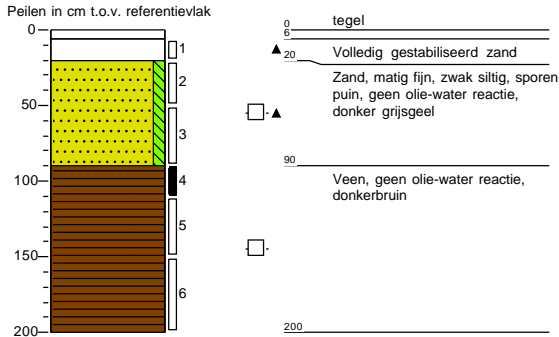 Peilen in cm t.o.v. referentievlak
0
50
100
150
200
1
2
3
4
5
6
0
tegel
6
Volledig gestabiliseerd zand
20
Zand, matig fijn, zwak siltig, sporen
puin, geen olie-water reactie,
donker grijsgeel
90
Veen, geen olie-water reactie,
donkerbruin
200